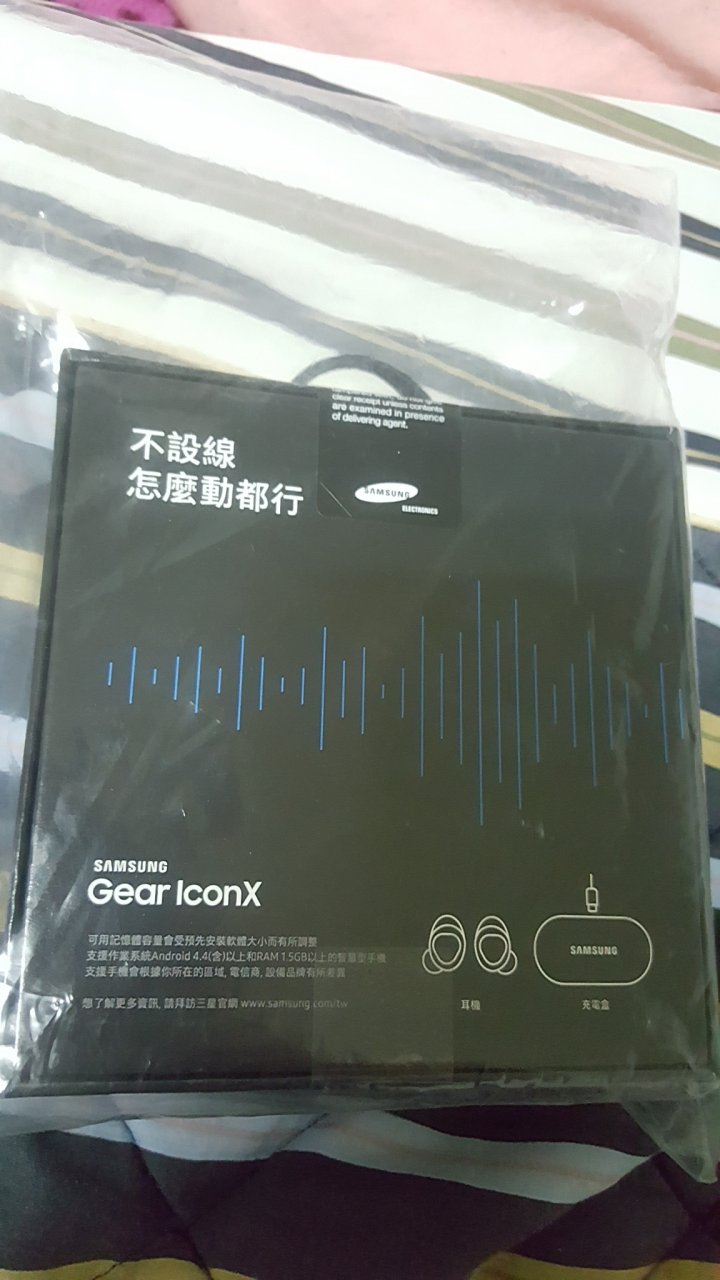 clear receipt unless contents
are examined in presence
of delivering agent.
SAMSUNG
ELECTRONICS
不設線
怎麼動都行
SAMSUNG
Gear IconX
可用記憶體容量會受預先安裝軟體大小而有所調整
支援作業系統Android 4.4(含)以上和RAM 1.5GB以上的智慧型手機
支援手機會根據你所在的區域, 電信商, 設備品牌有所差異
想了解更多資訊, 請拜訪三星官網 www.samsung.com/tw
耳機
SAMSUNG
充電盒